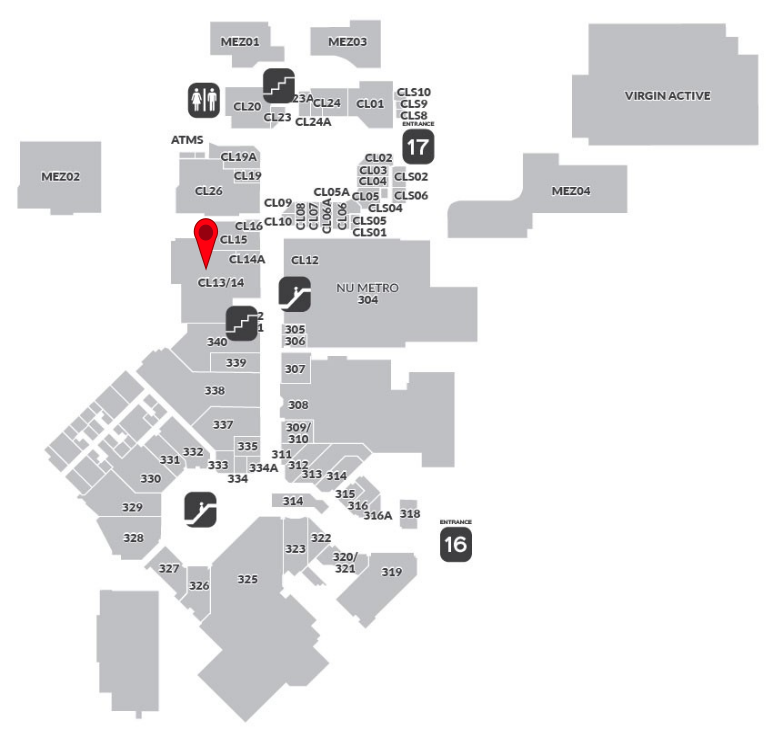 MEZ01
MEZ03
VIRGIN ACTIVE
CL20
23A
CL24
CL01
CLS10
CLS9
CLS8
CL23
CL24A
ENTRANCE
17
ATMS
CL19A
CL02
CL03
CL04
CLS02
MEZ02
CL19
CL26
CL05A
CL05
CLS06
MEZ04
CL09
CL08
CL07
CL06A
CL06
CLS04
CL10
CLS05
CLS01
CL16
CL15
CL14A
CL12
CL13/14
NU METRO
304
2
1
305
306
340
339
307
338
308
337
309/
310
335
311
332
331
333
334A
334
312
313
314
330
329
314
315
316
316A
318
328
ENTRANCE
16
323
322
320/
321
319
327
326
325